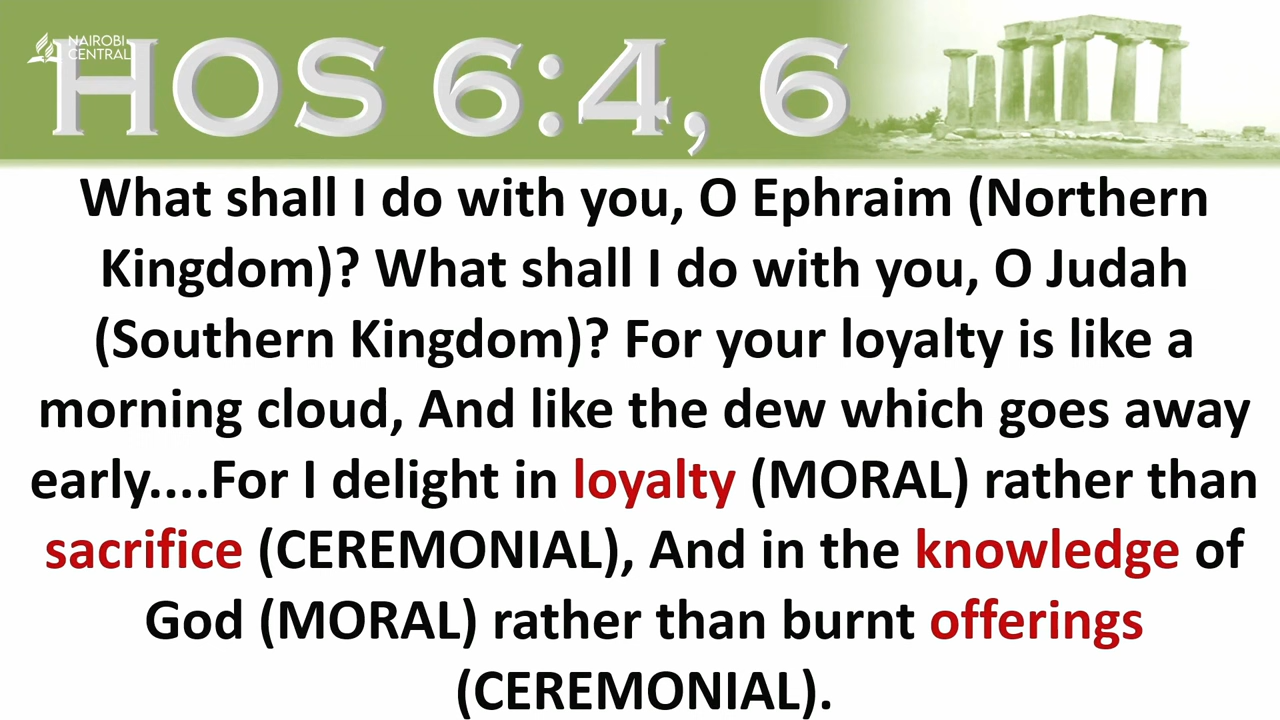 NAIROBI
CENTRAL
HOS 6:4, 6
What shall I do with you, O Ephraim (Northern
Kingdom)? What shall I do with you, O Judah
(Southern Kingdom)? For your loyalty is like a
morning cloud, And like the dew which goes away
early....For I delight in loyalty (MORAL) rather than
sacrifice (CEREMONIAL), And in the knowledge of
God (MORAL) rather than burnt offerings
(CEREMONIAL).